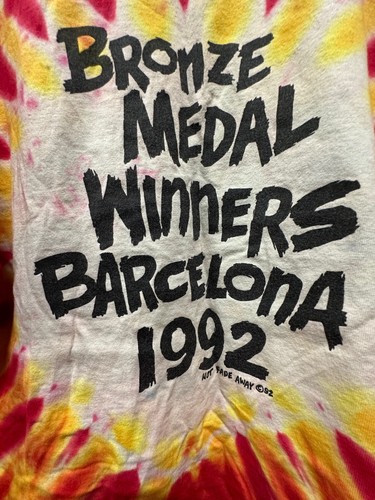 BRONZE
MEDAL
WINNERS
BARCELONA
1992
NOT FADE AWAY ©92